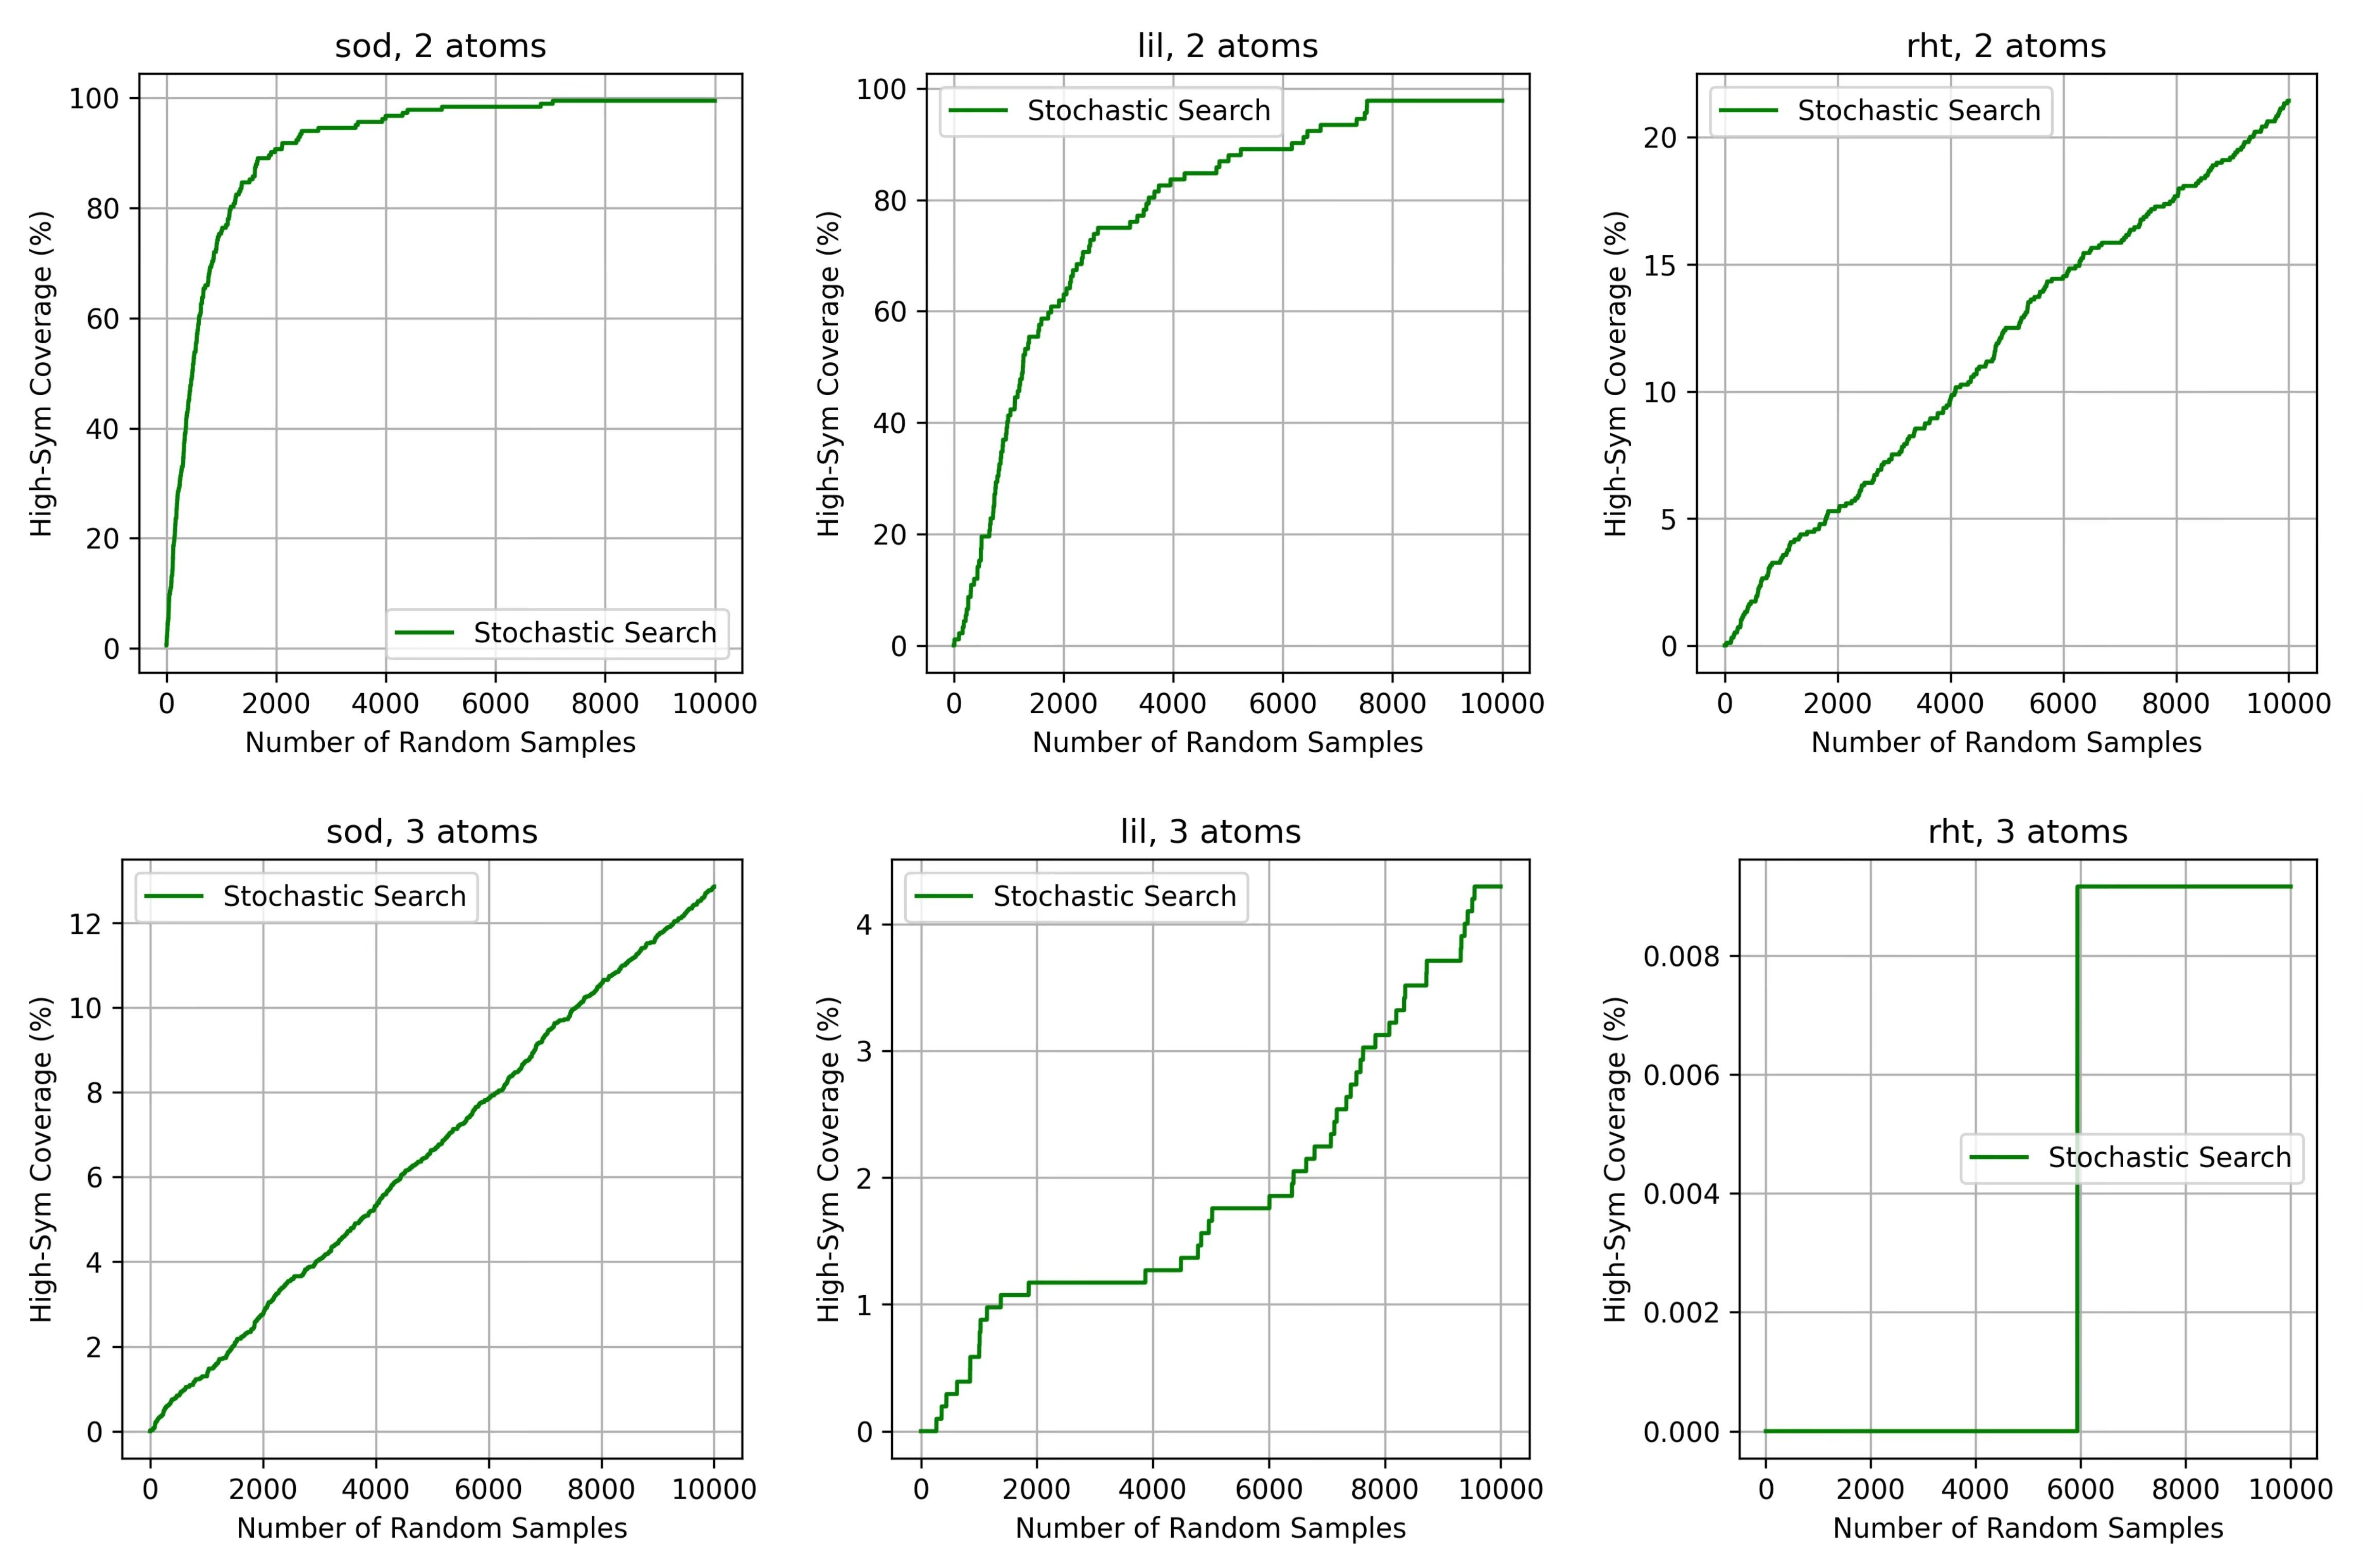 sod, 2 atoms
High-Sym Coverage (%)
100
80
60
40
20
0
Stochastic Search
0 2000 4000 6000 8000 10000
Number of Random Samples
lil, 2 atoms
High-Sym Coverage (%)
100
80
60
40
20
0
Stochastic Search
0 2000 4000 6000 8000 10000
Number of Random Samples
rht, 2 atoms
High-Sym Coverage (%)
20
15
10
5
0
Stochastic Search
0 2000 4000 6000 8000 10000
Number of Random Samples
sod, 3 atoms
High-Sym Coverage (%)
12
10
8
6
4
2
0
Stochastic Search
0 2000 4000 6000 8000 10000
Number of Random Samples
lil, 3 atoms
High-Sym Coverage (%)
4
3
2
1
0
Stochastic Search
0 2000 4000 6000 8000 10000
Number of Random Samples
rht, 3 atoms
High-Sym Coverage (%)
0.008
0.006
0.004
0.002
0.000
Stochastic Search
0 2000 4000 6000 8000 10000
Number of Random Samples